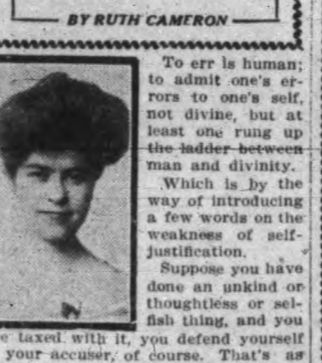 BY RUTH CAMERON
To err is human;
to admit one's er-
rors to one's self,
not divine, but at
least one rung up
the ladder between
man and divinity.
Which is by the
way of introducing
a few words on the
weakness of self-
justification.
Suppose you have
done an unkind or
thoughtless or sel-
fish thing, and you
e taxed with it, you defend yourself
your accuser, of course. That's as